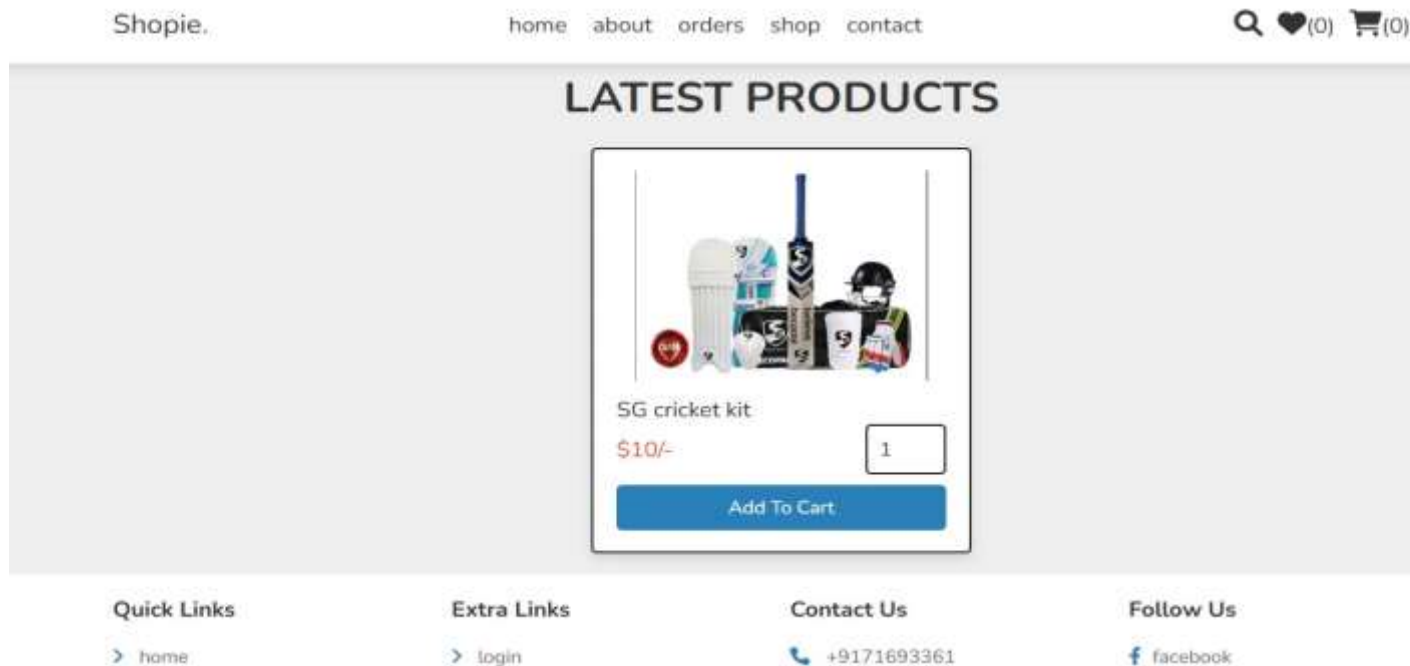 Shopie.
home about orders shop contact
(0) (0)
LATEST PRODUCTS
SG cricket kit
$10/-
1
Add To Cart
Quick Links
home
Extra Links
login
Contact Us
+9171693361
Follow Us
facebook